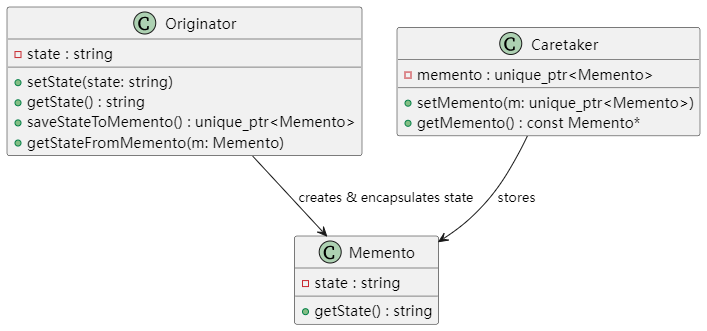 C Originator
state : string
setState(state: string)
getState() : string
saveStateToMemento() : unique_ptr<Memento>
getStateFromMemento(m: Memento)
C Caretaker
memento : unique_ptr<Memento>
setMemento(m: unique_ptr<Memento>)
getMemento() : const Memento*
creates & encapsulates state
stores
C Memento
state : string
getState() : string